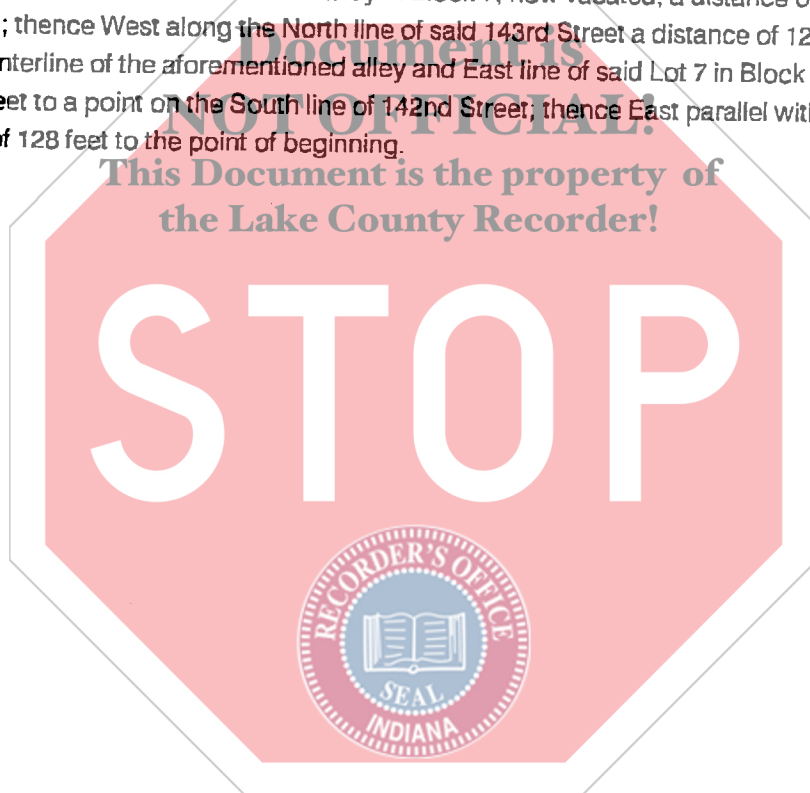 now vacated, a distance o
; thence West along the North line of said 143rd Street a distance of 12
nterline of the aforementioned alley and East line of said Lot 7 in Block
eet to a point on the South line of 142nd Street; thence East parallel wit
of 128 feet to the point of beginning.
Document is
NOT OFFICIAL!
This Document is the property of
the Lake County Recorder!
STOP
RECORDER'S OFFICE
SEAL
INDIANA